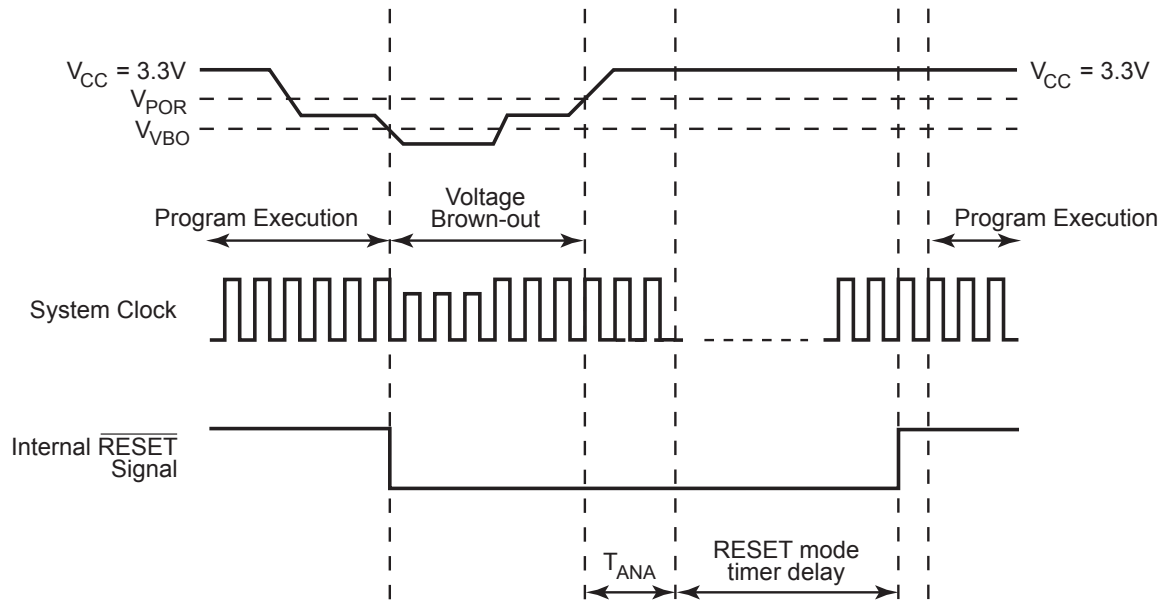 V_CC = 3.3V
V_CC = 3.3V
V_POR
V_VBO
Program Execution
Voltage
Brown-out
Program Execution
System Clock
Internal R̅E̅S̅E̅T̅
Signal
T_ANA
RESET mode
timer delay